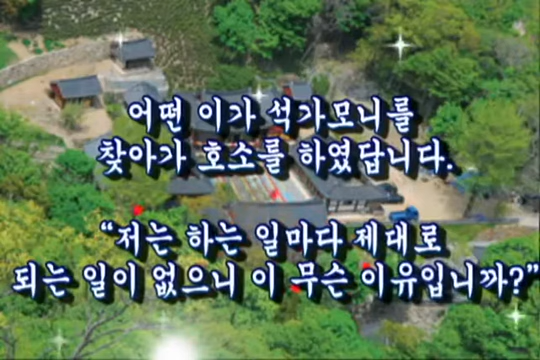 어떤 이가 석가모니를
찾아가 호소를 하였답니다.
“저는 하는 일마다 제대로
되는 일이 없으니 이 무슨 이유입니까?”